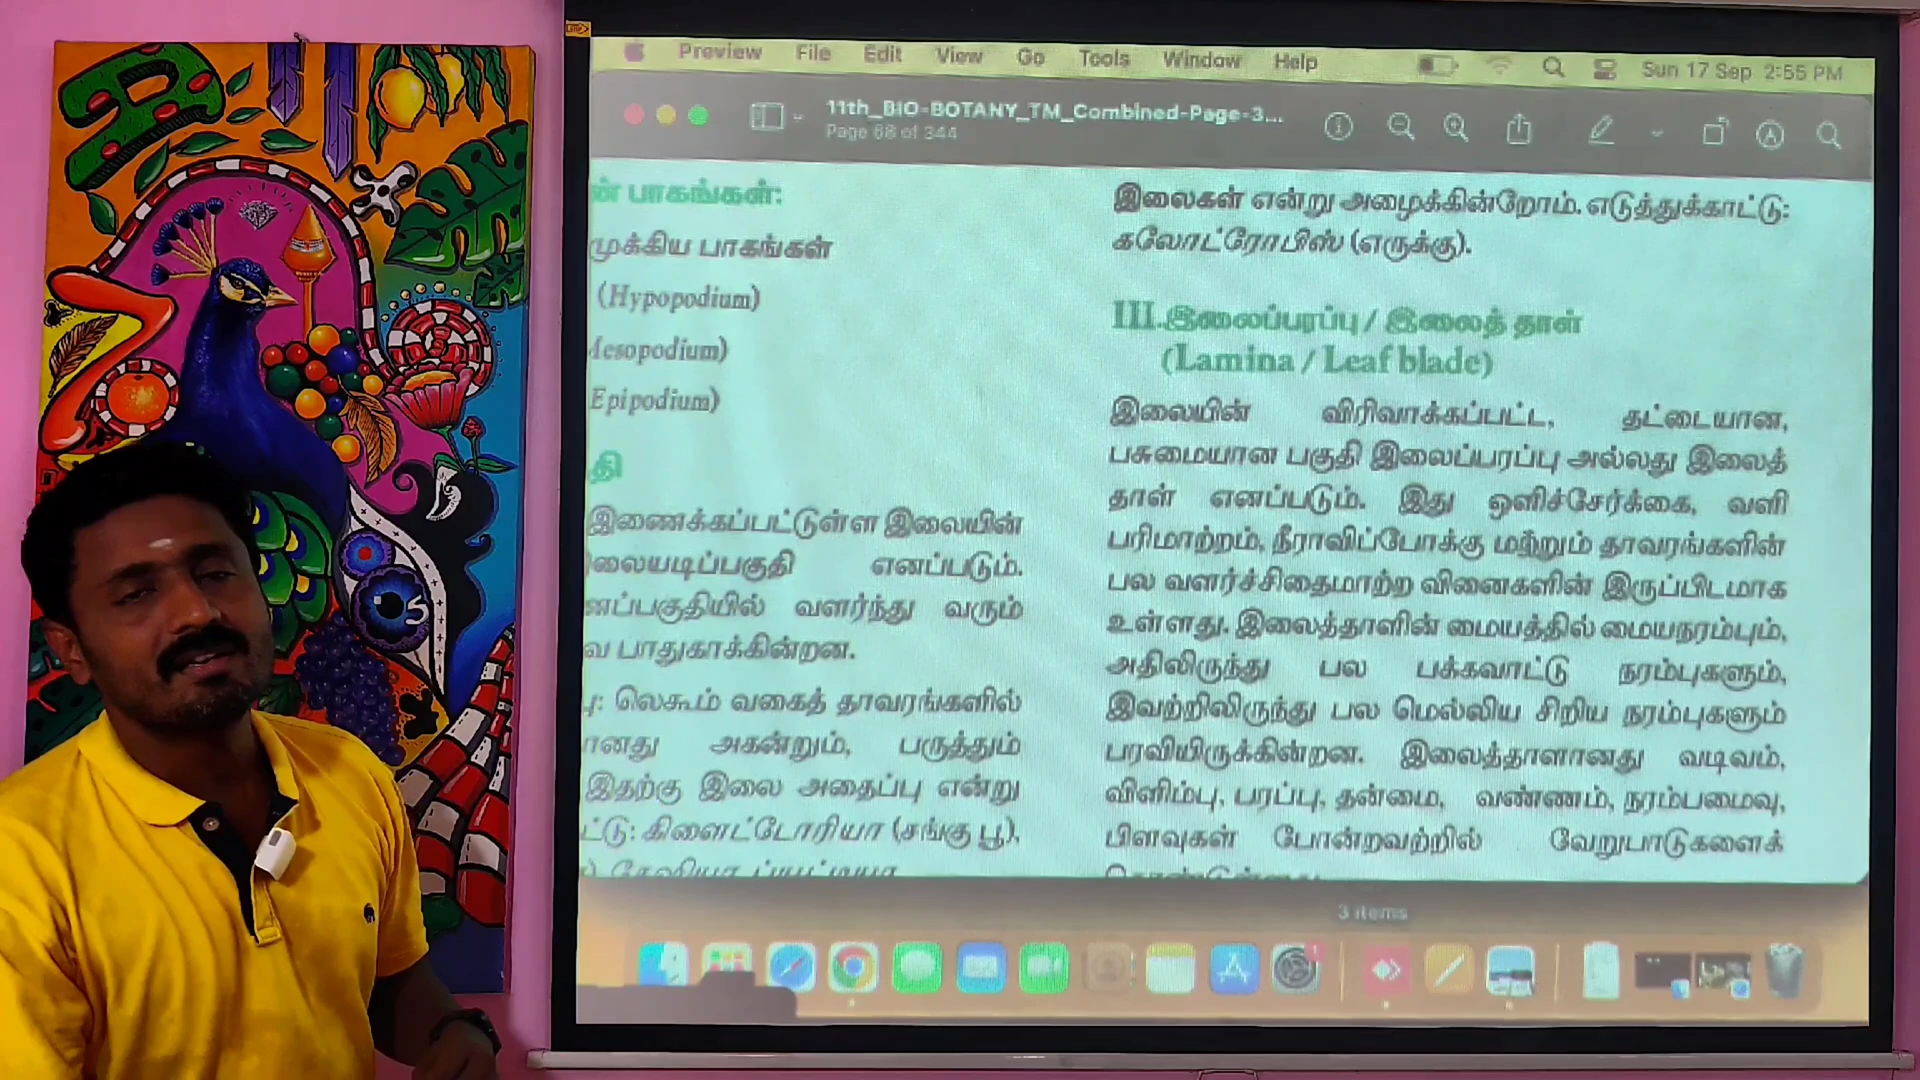 Preview File Edit View Go Tools Window Help Sun 17 Sep 2:55 PM
11th_BIO-BOTANY_TM_Combined-Page-3...
Page 68 of 344
ன் பாகங்கள்:
முக்கிய பாகங்கள்
(Hypopodium)
Mesopodium)
Epipodium)
தி
இணைக்கப்பட்டுள்ள இலையின்
லையடிப்பகுதி எனப்படும்.
னப்பகுதியில் வளர்ந்து வரும்
வ பாதுகாக்கின்றன.
பு: லெகூம் வகைத் தாவரங்களில்
ானது அகன்றும், பருத்தும்
இதற்கு இலை அதைப்பு என்று
ட்டு: கிளைட்டோரியா (சங்கு பூ),
இலைகள் என்று அழைக்கின்றோம். எடுத்துக்காட்டு:
கலோட்ரோபிஸ் (எருக்கு).
III.இலைப்பரப்பு / இலைத் தாள்
(Lamina / Leaf blade)
இலையின் விரிவாக்கப்பட்ட, தட்டையான,
பசுமையான பகுதி இலைப்பரப்பு அல்லது இலைத்
தாள் எனப்படும். இது ஒளிச்சேர்க்கை, வளி
பரிமாற்றம், நீராவிப்போக்கு மற்றும் தாவரங்களின்
பல வளர்ச்சிதைமாற்ற வினைகளின் இருப்பிடமாக
உள்ளது. இலைத்தாளின் மையத்தில் மையநரம்பும்,
அதிலிருந்து பல பக்கவாட்டு நரம்புகளும்,
இவற்றிலிருந்து பல மெல்லிய சிறிய நரம்புகளும்
பரவியிருக்கின்றன. இலைத்தாளானது வடிவம்,
விளிம்பு, பரப்பு, தன்மை, வண்ணம், நரம்பமைவு,
பிளவுகள் போன்றவற்றில் வேறுபாடுகளைக்
3 items